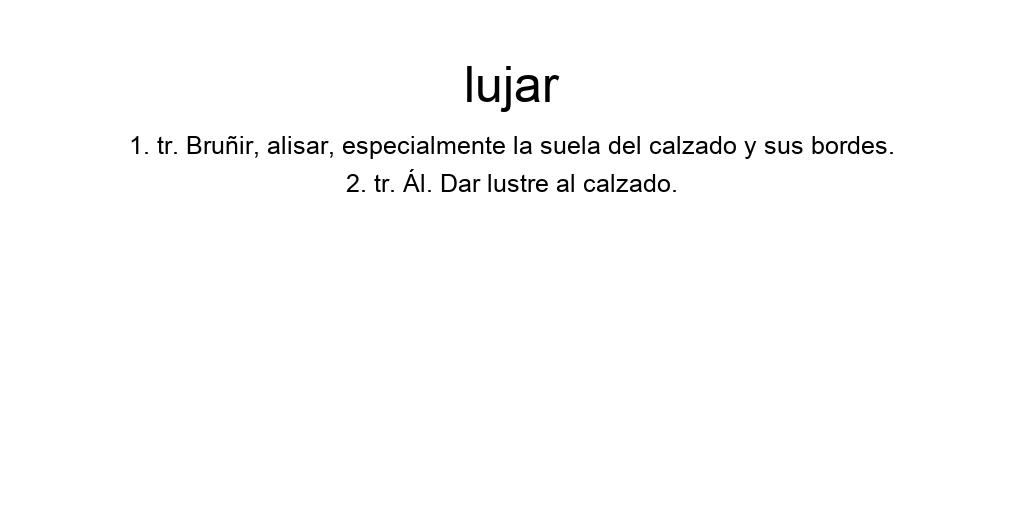 lujar
1. tr. Bruñir, alisar, especialmente la suela del calzado y sus bordes.
2. tr. Ál. Dar lustre al calzado.